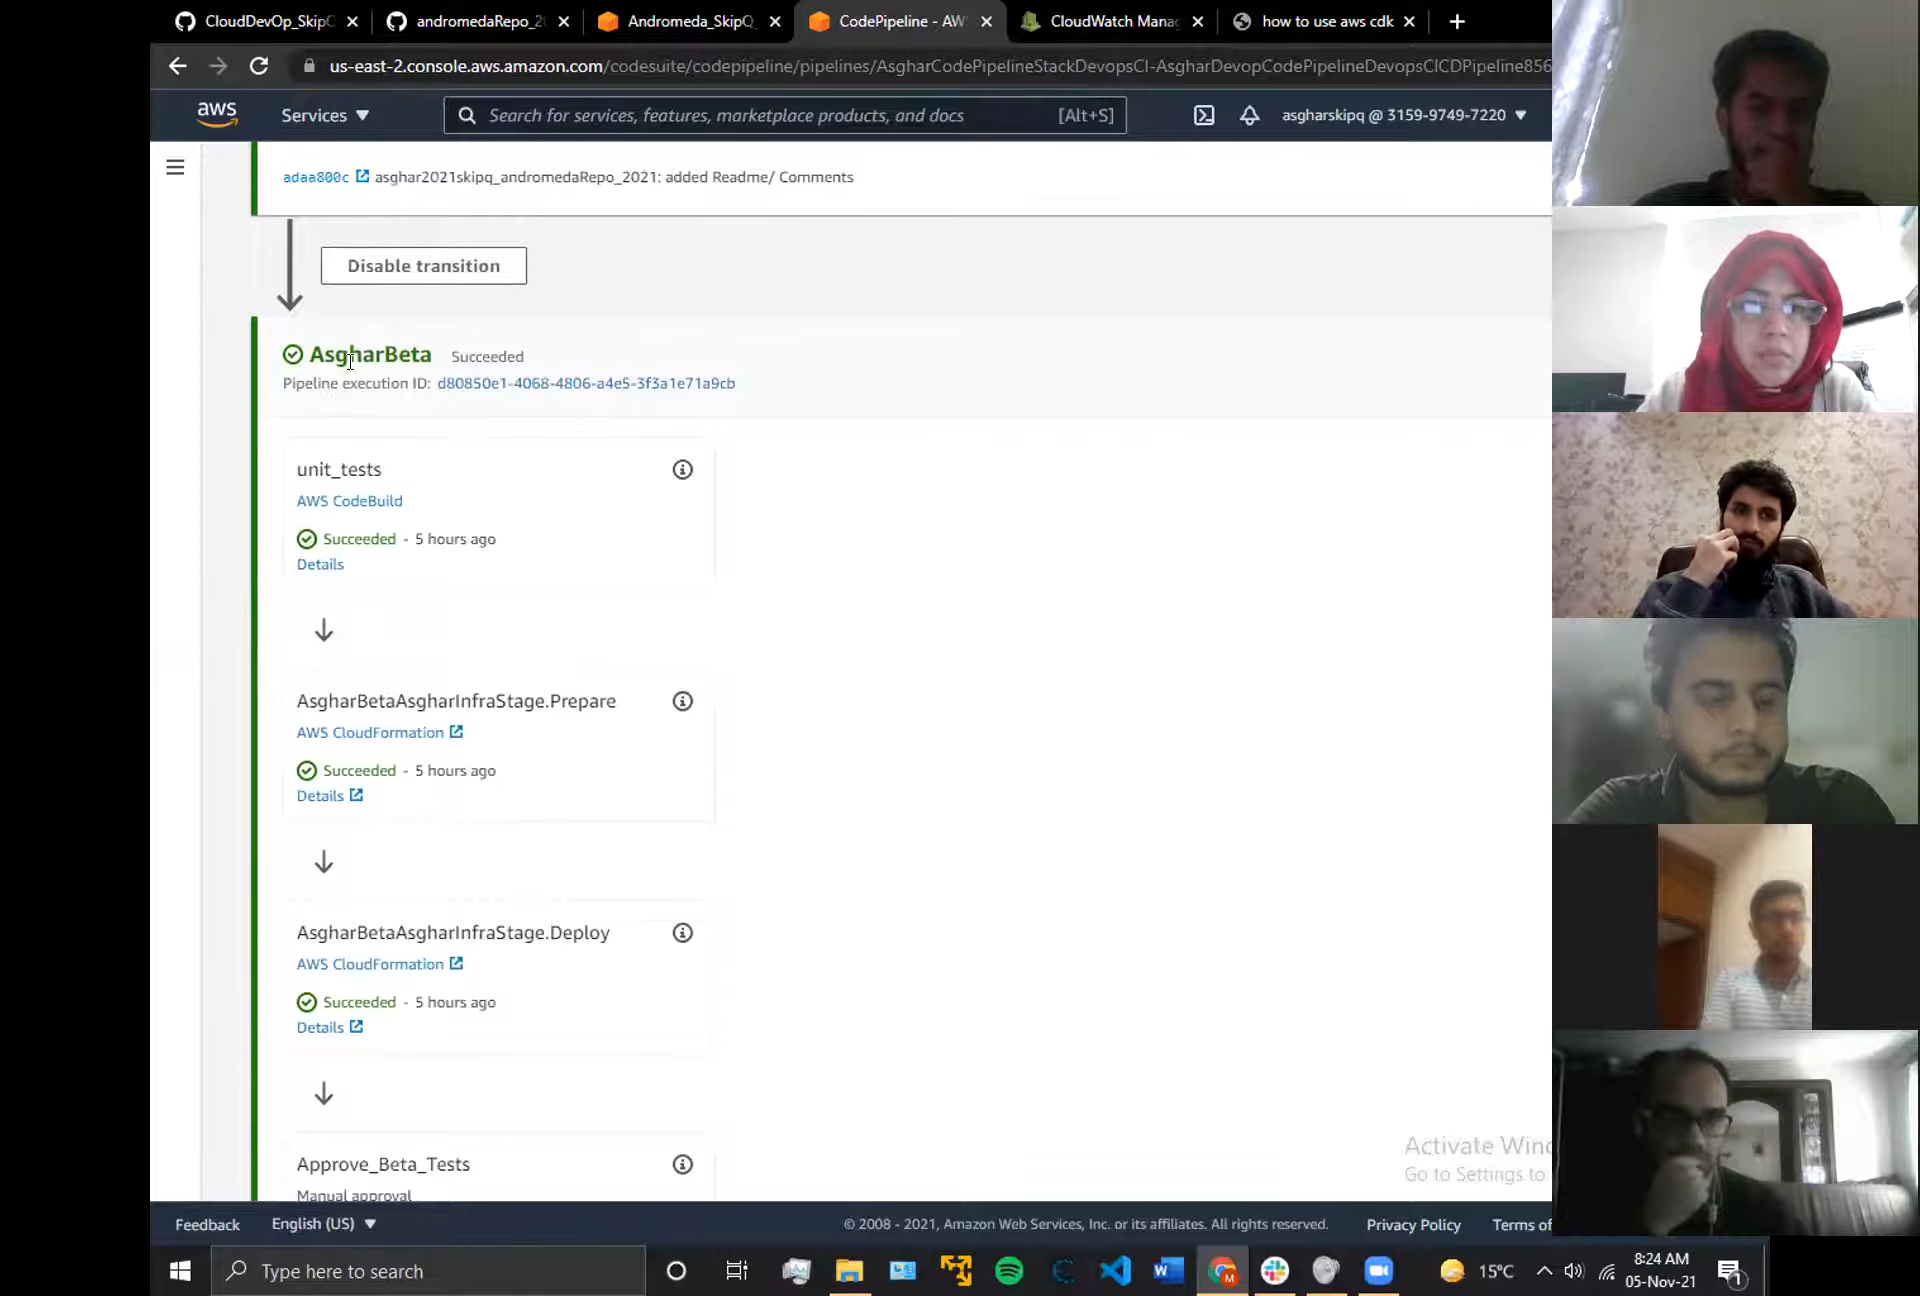 CloudDevOp_Skip
andromedaRepo_2
Andromeda_SkipQ_
CodePipeline - AW
CloudWatch Mana
how to use aws cdk
us-east-2.console.aws.amazon.com/codesuite/codepipeline/pipelines/AsgharCodePipelineStackDevopsCI-AsgharDevopCodePipelineDevopsCICDPipeline856
aws
Services
Search for services, features, marketplace products, and docs
[Alt+S]
asgharskipq @ 3159-9749-7220
adaa800c asghar2021skipq_andromedaRepo_2021: added Readme/ Comments
Disable transition
AsgharBeta Succeeded
Pipeline execution ID: d80850e1-4068-4806-a4e5-3f3a1e71a9cb
unit_tests
AWS CodeBuild
Succeeded - 5 hours ago
Details
AsgharBetaAsgharInfraStage.Prepare
AWS CloudFormation
Succeeded - 5 hours ago
Details
AsgharBetaAsgharInfraStage.Deploy
AWS CloudFormation
Succeeded - 5 hours ago
Details
Approve_Beta_Tests
Manual approval
Activate Win
Go to Settings to
Feedback
English (US)
© 2008 - 2021, Amazon Web Services, Inc. or its affiliates. All rights reserved.
Privacy Policy
Terms of
Type here to search
15°C
8:24 AM
05-Nov-21
1